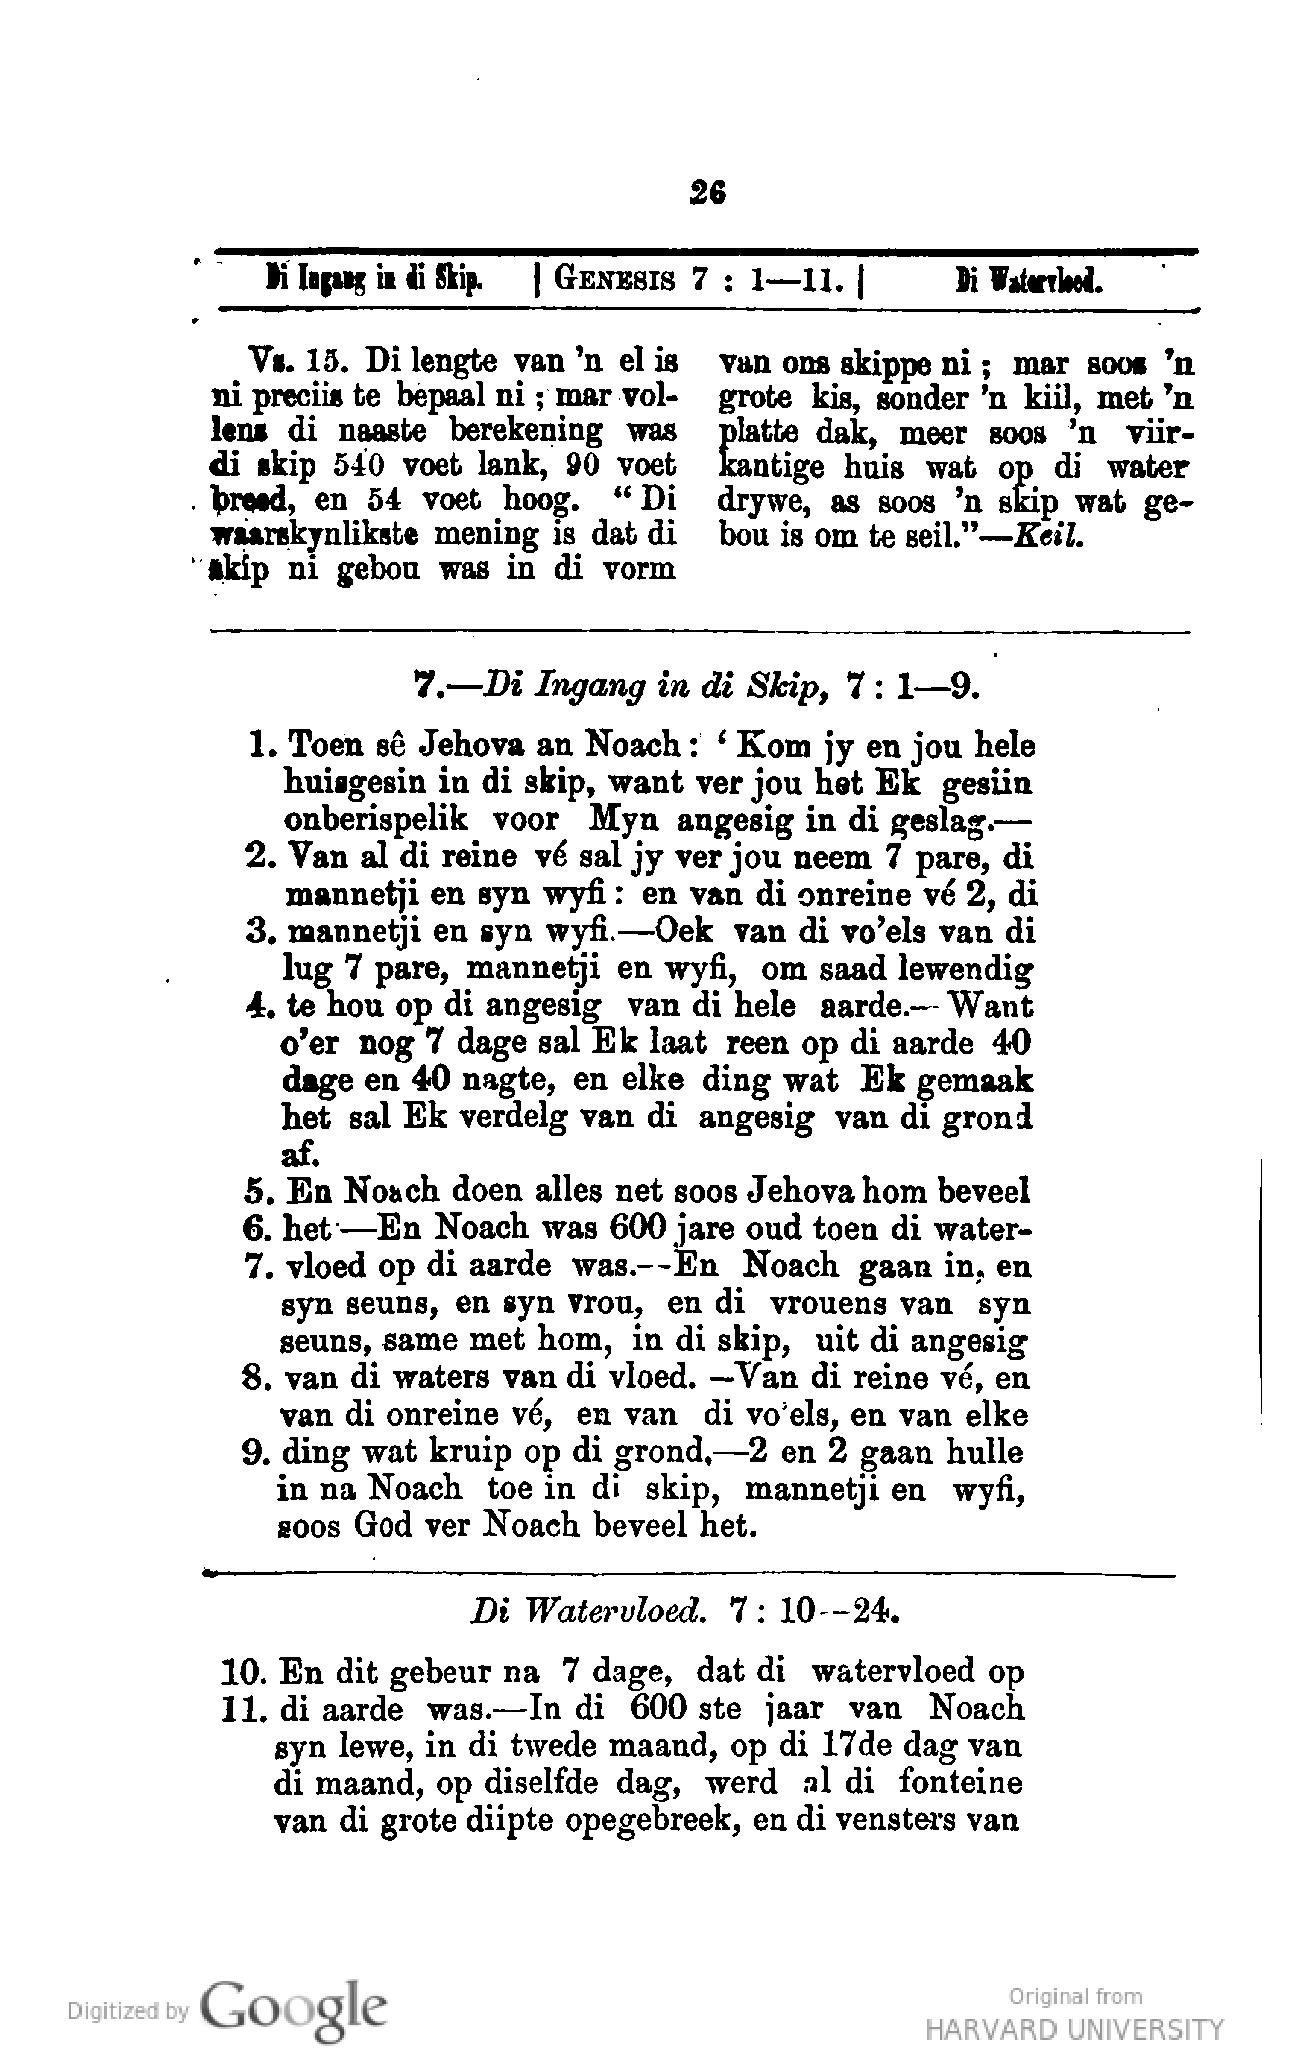 26
Di Ingang in di Skip. | GENESIS 7 : 1—11. | Di Watervloed.
Vs. 15. Di lengte van 'n el is
ni preciis te bepaal ni ; mar vol-
lens di naaste berekening was
di skip 540 voet lank, 90 voet
breed, en 54 voet hoog. “ Di
waarskynlikste mening is dat di
skip ni gebou was in di vorm
van ons skippe ni ; mar soos 'n
grote kis, sonder 'n kiil, met 'n
platte dak, meer soos 'n viir-
kantige huis wat op di water
drywe, as soos 'n skip wat ge-
bou is om te seil.”—Keil.
7.—Di Ingang in di Skip, 7 : 1—9.
1. Toen sê Jehova an Noach : ‘ Kom jy en jou hele
huisgesin in di skip, want ver jou het Ek gesiin
onberispelik voor Myn angesig in di geslag.—
2. Van al di reine vé sal jy ver jou neem 7 pare, di
mannetji en syn wyfi : en van di onreine vé 2, di
3. mannetji en syn wyfi.—Oek van di vo'els van di
lug 7 pare, mannetji en wyfi, om saad lewendig
4. te hou op di angesig van di hele aarde.—Want
o'er nog 7 dage sal Ek laat reen op di aarde 40
dage en 40 nagte, en elke ding wat Ek gemaak
het sal Ek verdelg van di angesig van di grond
af.
5. En Noach doen alles net soos Jehova hom beveel
6. het—En Noach was 600 jare oud toen di water-
7. vloed op di aarde was.--En Noach gaan in, en
syn seuns, en syn vrou, en di vrouens van syn
seuns, same met hom, in di skip, uit di angesig
8. van di waters van di vloed. —Van di reine vé, en
van di onreine vé, en van di vo'els, en van elke
9. ding wat kruip op di grond,—2 en 2 gaan hulle
in na Noach toe in di skip, mannetji en wyfi,
soos God ver Noach beveel het.
Di Watervloed. 7 : 10--24.
10. En dit gebeur na 7 dage, dat di watervloed op
11. di aarde was.—In di 600 ste jaar van Noach
syn lewe, in di twede maand, op di 17de dag van
di maand, op diselfde dag, werd al di fonteine
van di grote diipte opegebreek, en di vensters van
Digitized by Google
Original from
HARVARD UNIVERSITY